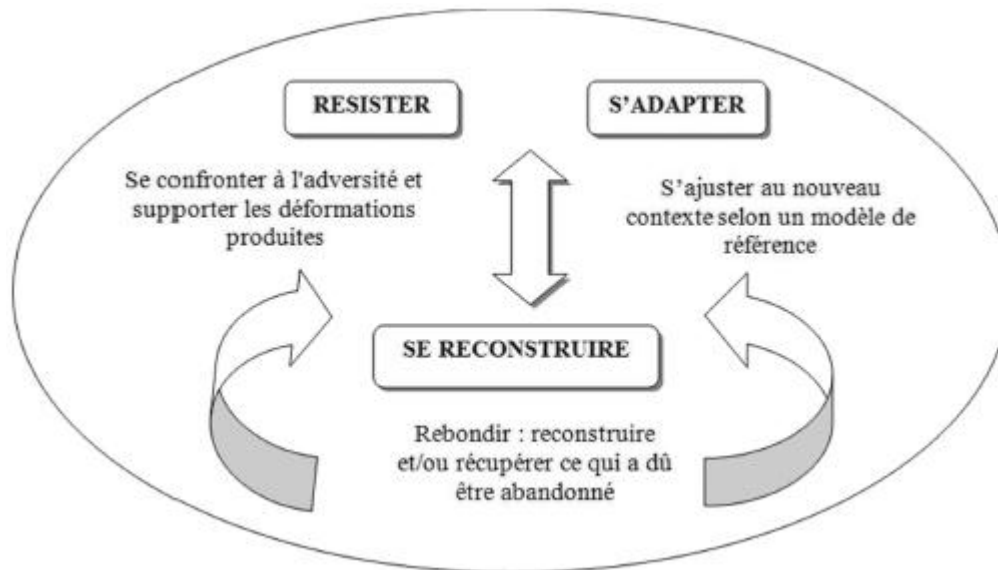 RESISTER
S’ADAPTER
Se confronter à l'adversité et
supporter les déformations
produites
S’ajuster au nouveau
contexte selon un modèle de
référence
SE RECONSTRUIRE
Rebondir : reconstruire
et/ou récupérer ce qui a dû
être abandonné